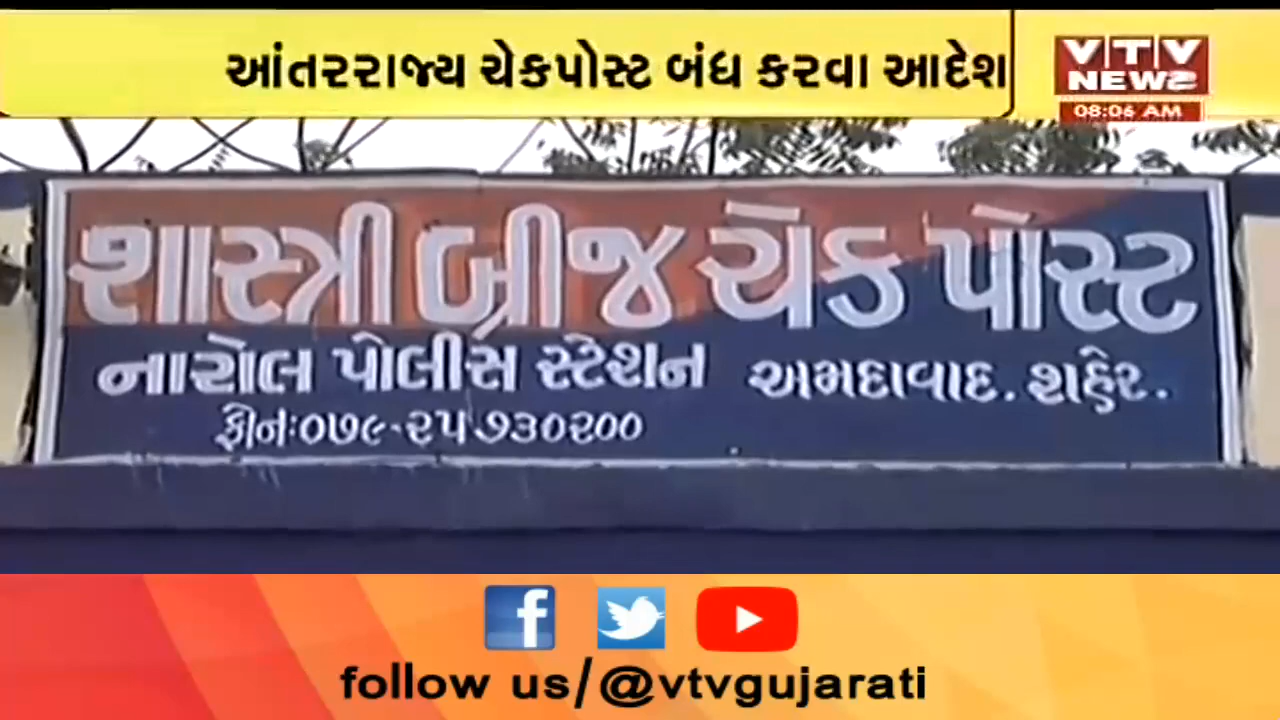 આંતરરાજ્ય ચેકપોસ્ટ બંધ કરવા આદેશ
VTV
NEWS
08:06 AM
શાસ્ત્રી બ્રીજ ચેક પોસ્ટ
નારોલ પોલીસ સ્ટેશન અમદાવાદ. શહેર.
ફોનઃ૦૭૯-૨૫૭૩૦૨૦૦
follow us/@vtvgujarati